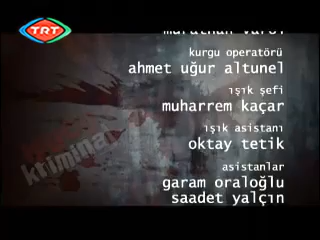 TRT
kurgu operatörü
ahmet uğur altunel
ışık şefi
muharrem kaçar
ışık asistanı
oktay tetik
asistanlar
garam oraloğlu
saadet yalçın